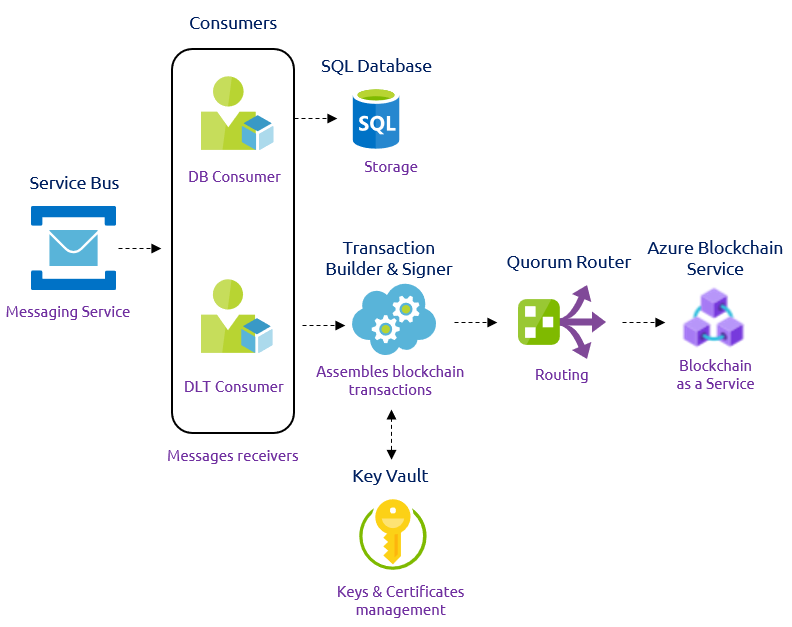 Consumers
SQL Database
SQL
Storage
DB Consumer
Service Bus
Messaging Service
Transaction
Builder & Signer
Quorum Router
Azure Blockchain
Service
DLT Consumer
Assembles blockchain
transactions
Routing
Blockchain
as a Service
Messages receivers
Key Vault
Keys & Certificates
management